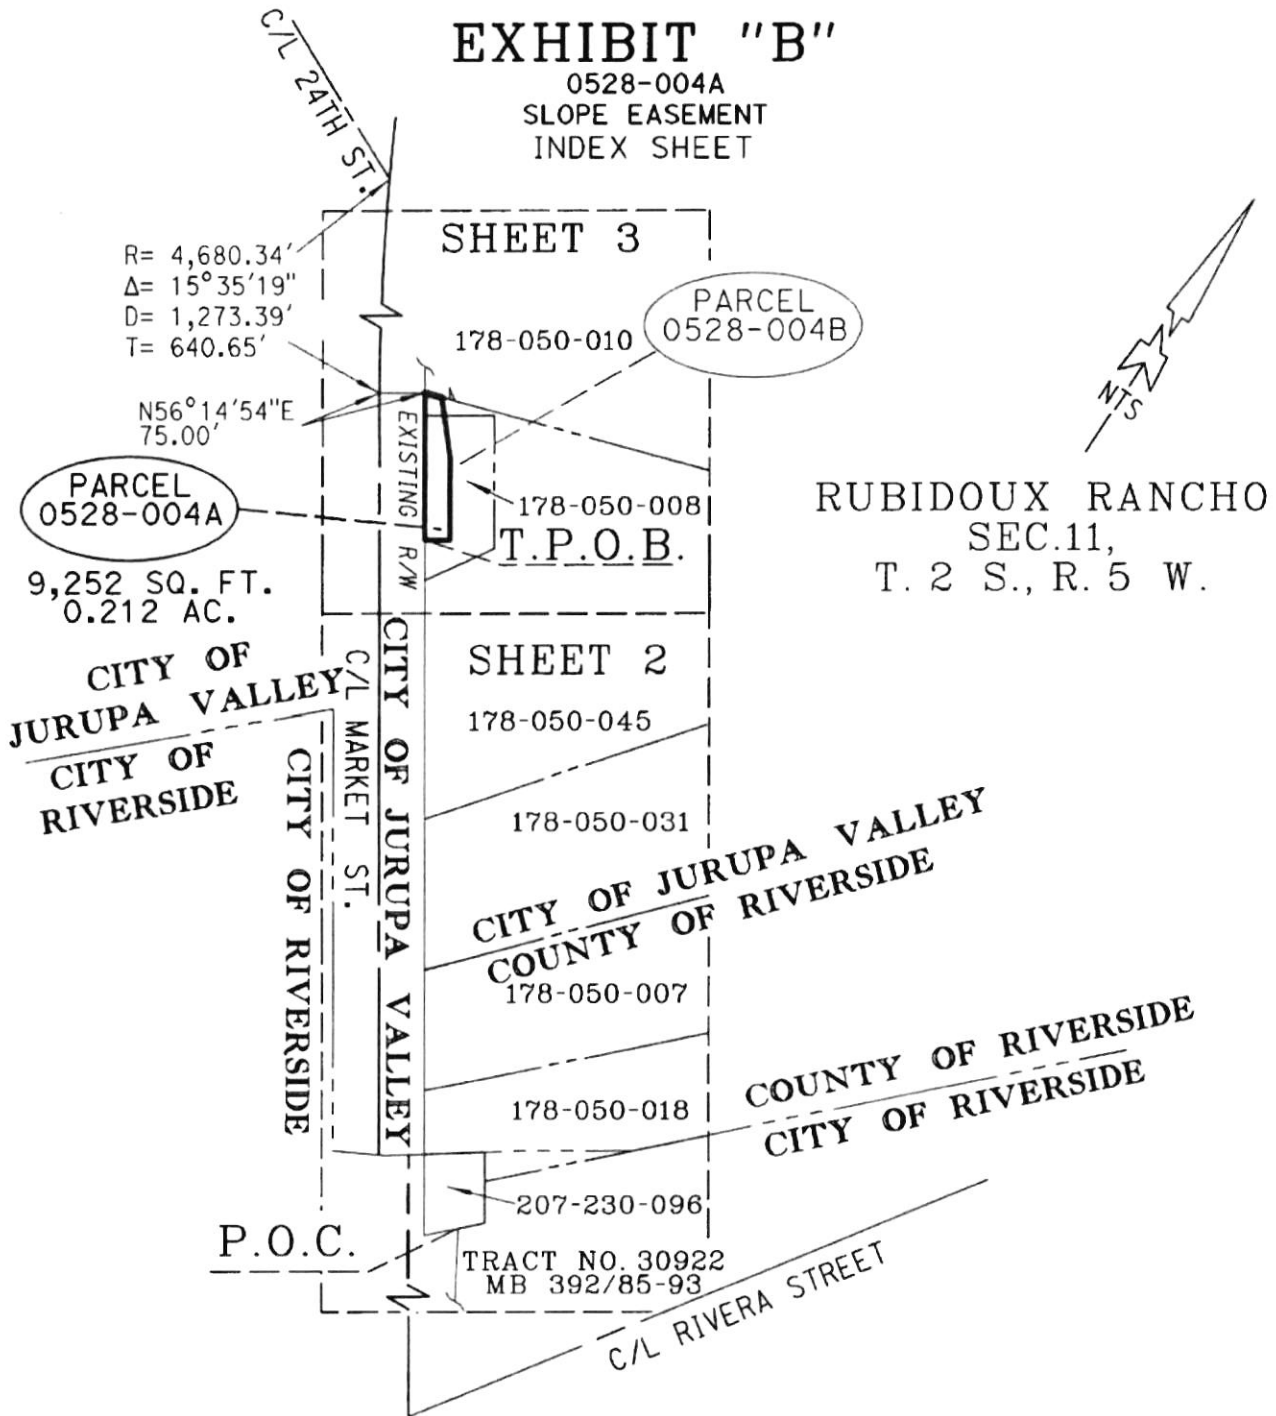 EXHIBIT "B"
0528-004A
SLOPE EASEMENT
INDEX SHEET
C/L 24TH ST.
SHEET 3
R= 4,680.34'
Δ= 15°35'19"
D= 1,273.39'
T= 640.65'
PARCEL
0528-004B
178-050-010
N56°14'54"E
75.00'
EXISTING R/W
NTS
PARCEL
0528-004A
178-050-008
T.P.O.B.
9,252 SQ. FT.
0.212 AC.
RUBIDOUX RANCHO
SEC.11,
T. 2 S., R. 5 W.
CITY OF
JURUPA VALLEY
CITY OF
RIVERSIDE
CITY OF RIVERSIDE
C/L MARKET ST.
CITY OF JURUPA VALLEY
SHEET 2
178-050-045
178-050-031
CITY OF JURUPA VALLEY
COUNTY OF RIVERSIDE
178-050-007
COUNTY OF RIVERSIDE
CITY OF RIVERSIDE
178-050-018
207-230-096
P.O.C.
TRACT NO. 30922
MB 392/85-93
C/L RIVERA STREET